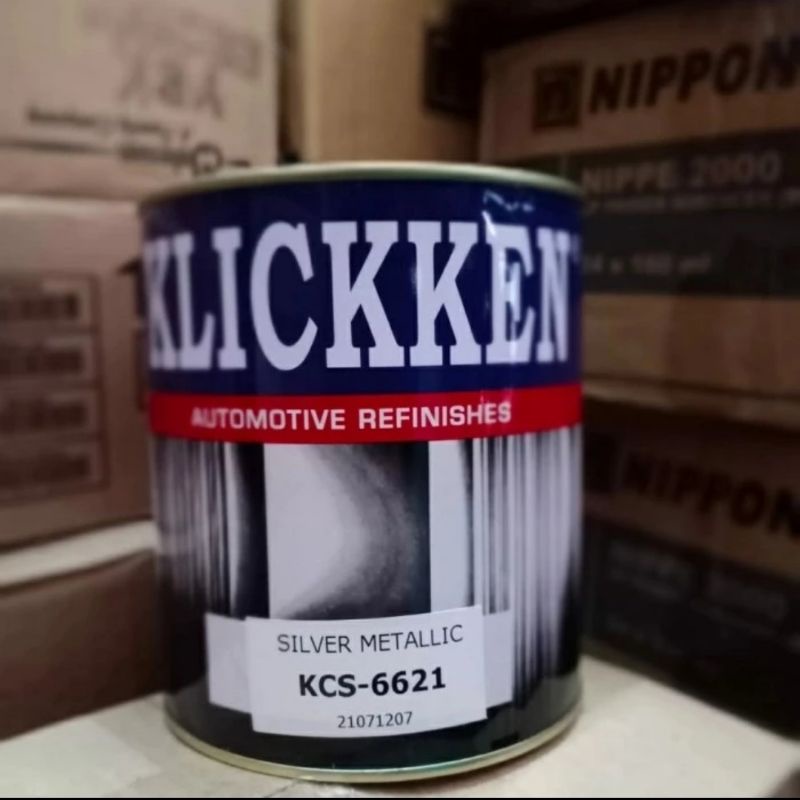 NIPPON
NIPPE 2000
KLICKKEN
AUTOMOTIVE REFINISHES
NIPPON
SILVER METALLIC
KCS-6621
21071207